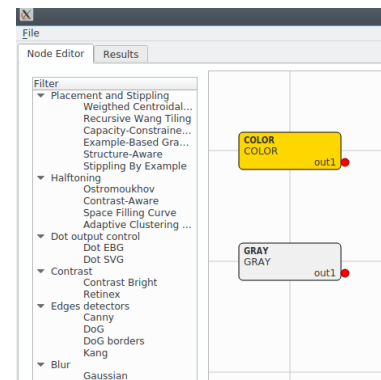 File
Node Editor
Results
Filter
Placement and Stippling
Weigthed Centroidal...
Recursive Wang Tiling
Capacity-Constraine...
Example-Based Gra...
Structure-Aware
Stippling By Example
Halftoning
Ostromoukhov
Contrast-Aware
Space Filling Curve
Adaptive Clustering ...
Dot output control
Dot EBG
Dot SVG
Contrast
Contrast Bright
Retinex
Edges detectors
Canny
DoG
DoG borders
Kang
Blur
Gaussian
COLOR
COLOR
out1
GRAY
GRAY
out1